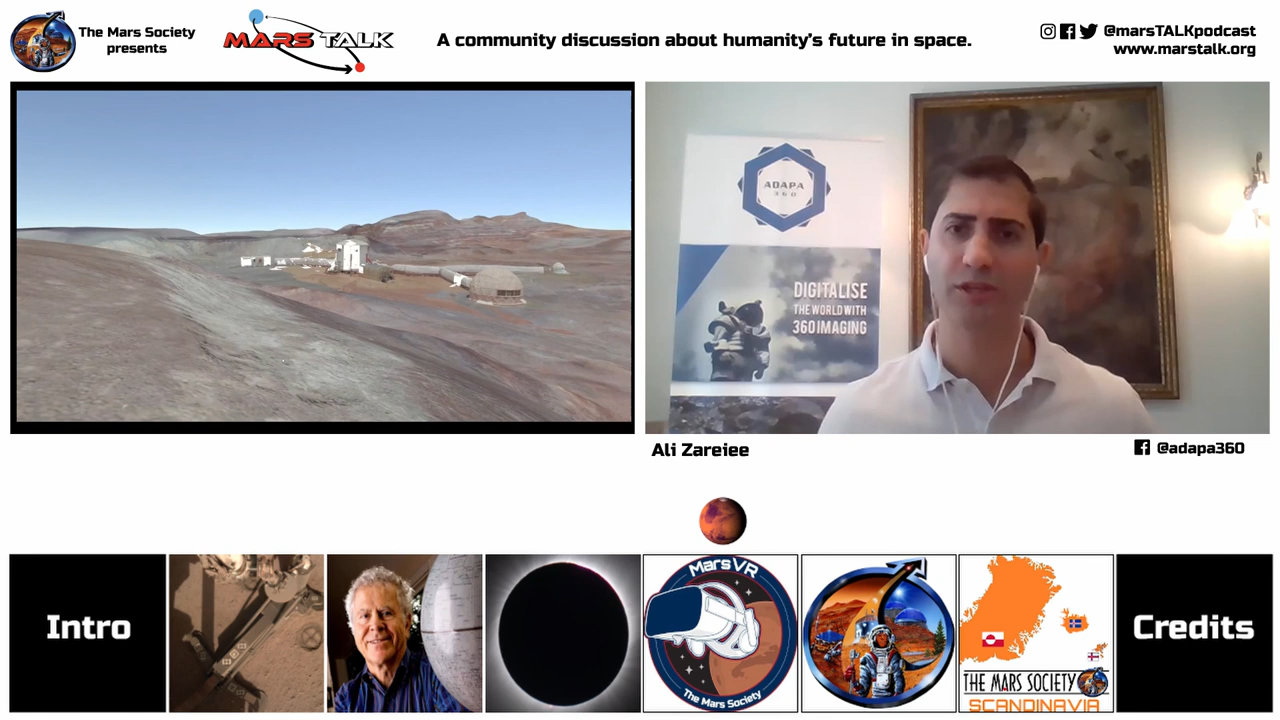 The Mars Society
presents
MARS TALK
A community discussion about humanity's future in space.
@marsTALKpodcast
www.marstalk.org
ADAPA
360
DIGITALISE
THE WORLD WITH
360 IMAGING
Ali Zareiee
@adapa360
Intro
MarsVR
The Mars Society
THE MARS SOCIETY
SCANDINAVIA
Credits